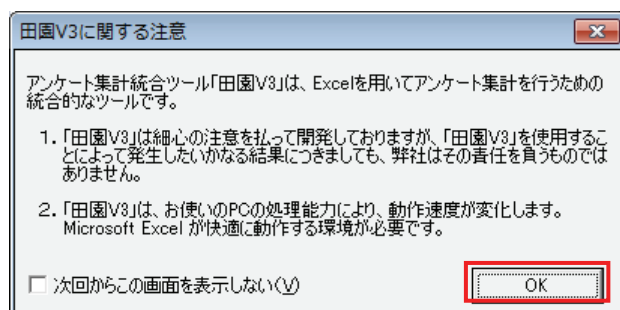 田園V3に関する注意
アンケート集計統合ツール「田園V3」は、Excelを用いてアンケート集計を行うための
統合的なツールです。
1. 「田園V3」は細心の注意を払って開発しておりますが、「田園V3」を使用するこ
とによって発生したいかなる結果につきましても、弊社はその責任を負うものでは
ありません。
2. 「田園V3」は、お使いのPCの処理能力により、動作速度が変化します。
Microsoft Excel が快適に動作する環境が必要です。
次回からこの画面を表示しない(V)
OK